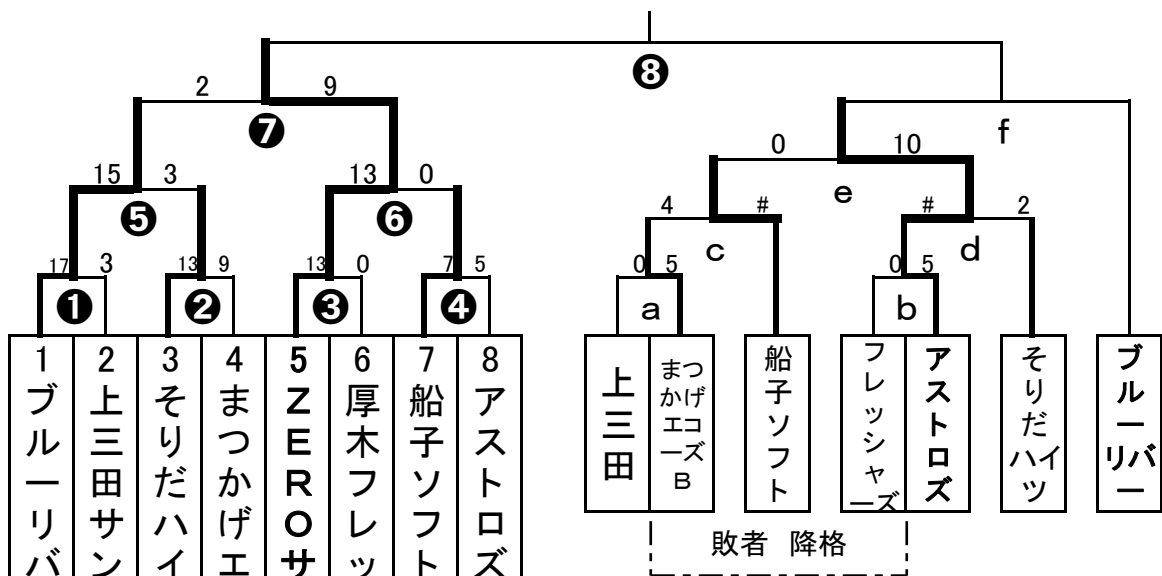 ❽
2 9
❼
f
0 10
e
15 3 13 0
❺ ❻
4 # # 2
c d
17 3 13 9 13 0 7 5
0 5 0 5
❶ ❷ ❸ ❹
a b
1 ブルーリバ
2 上三田サン
3 そりだハイ
4 まつかげエ
5 ZEROサ
6 厚木フレッ
7 船子ソフト
8 アストロズ
上三田
まつ
かげ
エコ
ーズ
B
船子ソフト
フレッシャーズ
アストロズ
そりだ
ハイツ
ブルー
リバー
敗者 降格